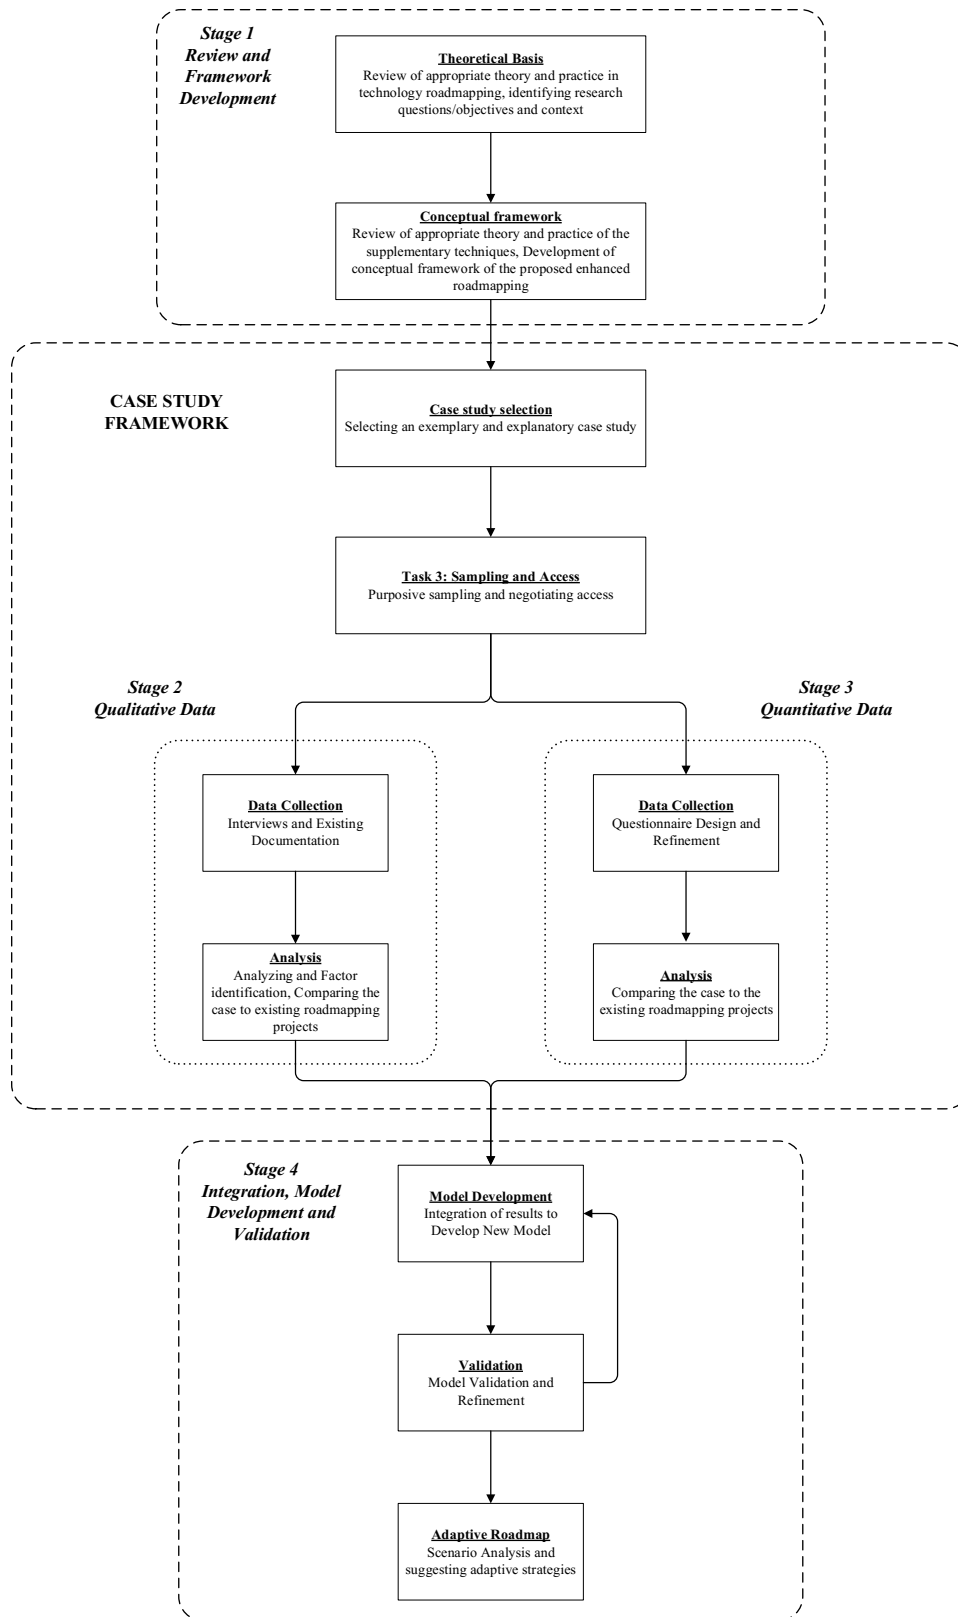 Stage 1
Review and
Framework
Development
Theoretical Basis
Review of appropriate theory and practice in
technology roadmapping, identifying research
questions/objectives and context
Conceptual framework
Review of appropriate theory and practice of the
supplementary techniques, Development of
conceptual framework of the proposed enhanced
roadmapping
CASE STUDY
FRAMEWORK
Case study selection
Selecting an exemplary and explanatory case study
Task 3: Sampling and Access
Purposive sampling and negotiating access
Stage 2
Qualitative Data
Stage 3
Quantitative Data
Data Collection
Interviews and Existing
Documentation
Data Collection
Questionnaire Design and
Refinement
Analysis
Analyzing and Factor
identification, Comparing the
case to existing roadmapping
projects
Analysis
Comparing the case to the
existing roadmapping projects
Stage 4
Integration, Model
Development and
Validation
Model Development
Integration of results to
Develop New Model
Validation
Model Validation and
Refinement
Adaptive Roadmap
Scenario Analysis and
suggesting adaptive strategies